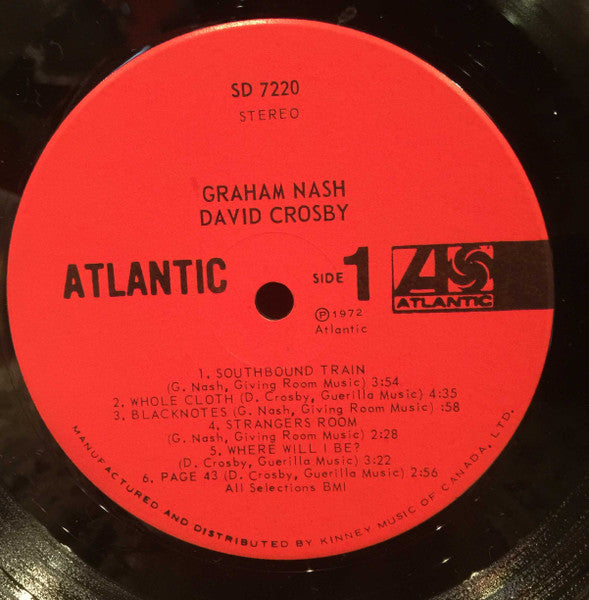 SD 7220
STEREO
GRAHAM NASH
DAVID CROSBY
ATLANTIC
SIDE 1
ATLANTIC
℗ 1972
Atlantic
1. SOUTHBOUND TRAIN
(G. Nash, Giving Room Music) 3:54
2. WHOLE CLOTH (D. Crosby, Guerilla Music) 4:35
3. BLACKNOTES (G. Nash, Giving Room Music) :58
4. STRANGERS ROOM
(G. Nash, Giving Room Music) 2:28
5. WHERE WILL I BE?
(D. Crosby, Guerilla Music) 3:22
6. PAGE 43 (D. Crosby, Guerilla Music) 2:56
All Selections BMI
MANUFACTURED AND DISTRIBUTED BY KINNEY MUSIC OF CANADA, LTD.